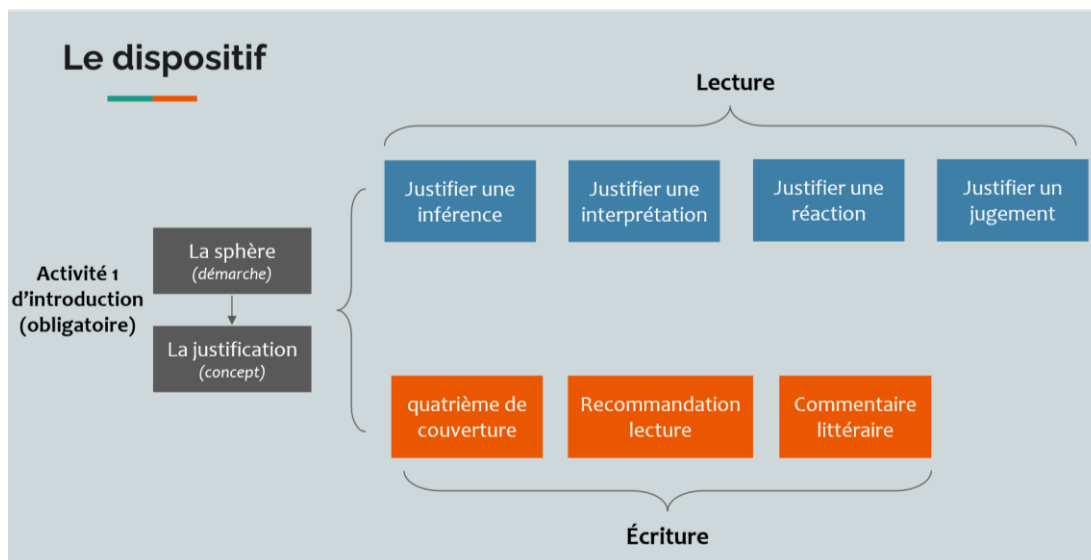 Le dispositif
Lecture
Justifier une
inférence
Justifier une
interprétation
Justifier une
réaction
Justifier un
jugement
Activité 1
d'introduction
(obligatoire)
La sphère
(démarche)
La justification
(concept)
quatrième de
couverture
Recommandation
lecture
Commentaire
littéraire
Écriture